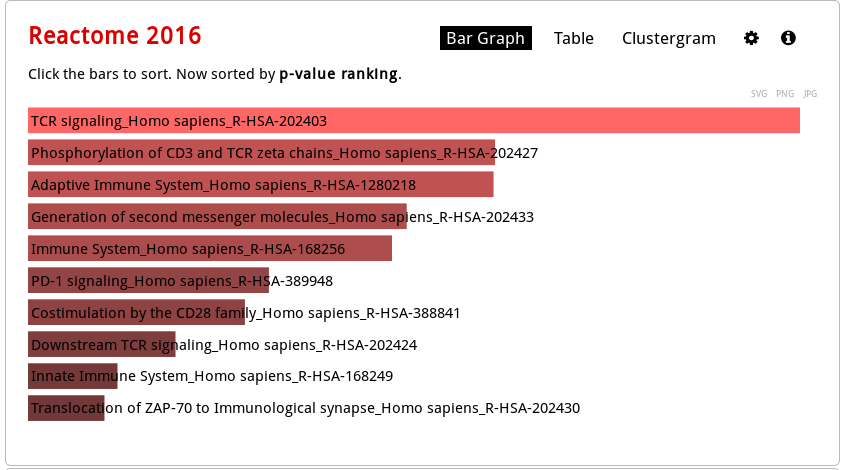 Reactome 2016
Bar Graph Table Clustergram
Click the bars to sort. Now sorted by p-value ranking.
SVG PNG JPG
TCR signaling_Homo sapiens_R-HSA-202403
Phosphorylation of CD3 and TCR zeta chains_Homo sapiens_R-HSA-202427
Adaptive Immune System_Homo sapiens_R-HSA-1280218
Generation of second messenger molecules_Homo sapiens_R-HSA-202433
Immune System_Homo sapiens_R-HSA-168256
PD-1 signaling_Homo sapiens_R-HSA-389948
Costimulation by the CD28 family_Homo sapiens_R-HSA-388841
Downstream TCR signaling_Homo sapiens_R-HSA-202424
Innate Immune System_Homo sapiens_R-HSA-168249
Translocation of ZAP-70 to Immunological synapse_Homo sapiens_R-HSA-202430